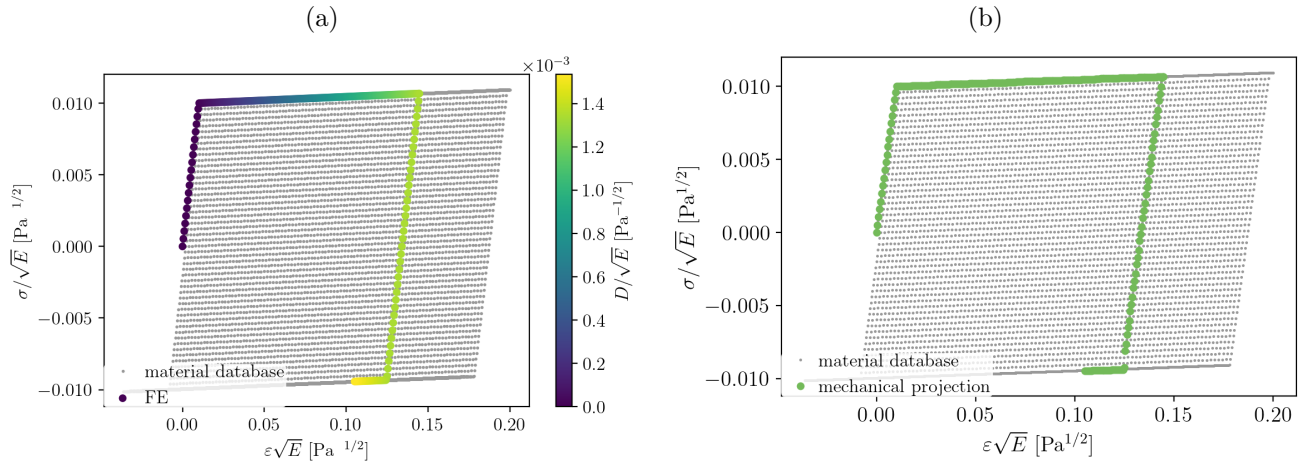 (a)
(b)
×10⁻³
σ/√E [Pa ^1/2]
0.010
0.005
0.000
−0.005
−0.010
material database
FE
0.00
0.05
0.10
0.15
0.20
ε√E [Pa ^1/2]
1.4
1.2
1.0
0.8
0.6
0.4
0.2
0.0
D/√E [Pa^−1/2]
σ/√E [Pa^1/2]
0.010
0.005
0.000
−0.005
−0.010
material database
mechanical projection
0.00
0.05
0.10
0.15
0.20
ε√E [Pa^1/2]